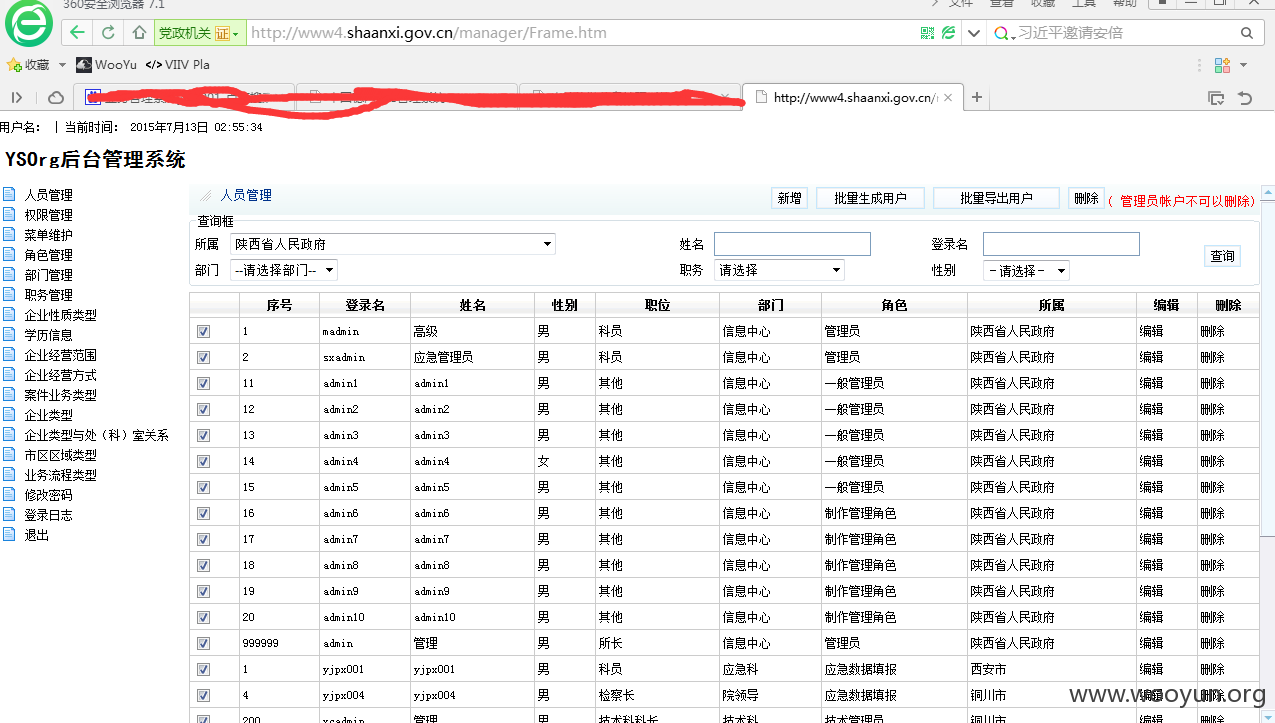 360安全浏览器 7.1
文件 查看 收藏 工具 帮助
党政机关 证 http://www4.shaanxi.gov.cn/manager/Frame.htm 习近平邀请安倍
收藏 WooYu </> VIIV Pla
http://www4.shaanxi.gov.cn/
用户名： | 当前时间： 2015年7月13日 02:55:34
YSOrg后台管理系统
人员管理
权限管理
菜单维护
角色管理
部门管理
职务管理
企业性质类型
学历信息
企业经营范围
企业经营方式
案件业务类型
企业类型
企业类型与处（科）室关系
市区区域类型
业务流程类型
修改密码
登录日志
退出
人员管理 新增 批量生成用户 批量导出用户 删除 ( 管理员帐户不可以删除)
查询框
所属 陕西省人民政府 姓名 登录名
部门 --请选择部门-- 职务 请选择 性别 -请选择- 查询
序号 登录名 姓名 性别 职位 部门 角色 所属 编辑 删除
1 madmin 高级 男 科员 信息中心 管理员 陕西省人民政府 编辑 删除
2 sxadmin 应急管理员 男 科员 信息中心 管理员 陕西省人民政府 编辑 删除
11 admin1 admin1 男 其他 信息中心 一般管理员 陕西省人民政府 编辑 删除
12 admin2 admin2 男 其他 信息中心 一般管理员 陕西省人民政府 编辑 删除
13 admin3 admin3 男 其他 信息中心 一般管理员 陕西省人民政府 编辑 删除
14 admin4 admin4 女 其他 信息中心 一般管理员 陕西省人民政府 编辑 删除
15 admin5 admin5 男 其他 信息中心 一般管理员 陕西省人民政府 编辑 删除
16 admin6 admin6 男 其他 信息中心 制作管理角色 陕西省人民政府 编辑 删除
17 admin7 admin7 男 其他 信息中心 制作管理角色 陕西省人民政府 编辑 删除
18 admin8 admin8 男 其他 信息中心 制作管理角色 陕西省人民政府 编辑 删除
19 admin9 admin9 男 其他 信息中心 制作管理角色 陕西省人民政府 编辑 删除
20 admin10 admin10 男 其他 信息中心 制作管理角色 陕西省人民政府 编辑 删除
999999 admin 管理 男 所长 信息中心 管理员 陕西省人民政府 编辑 删除
1 yjpx001 yjpx001 男 科员 应急科 应急数据填报 西安市 编辑 删除
4 yjpx004 yjpx004 男 检察长 院领导 应急数据填报 铜川市 编辑 删除
200 xcadmin 管理 男 技术科科长 技术科 技术管理员 铜川市 编辑 删除
www.wooyun.org